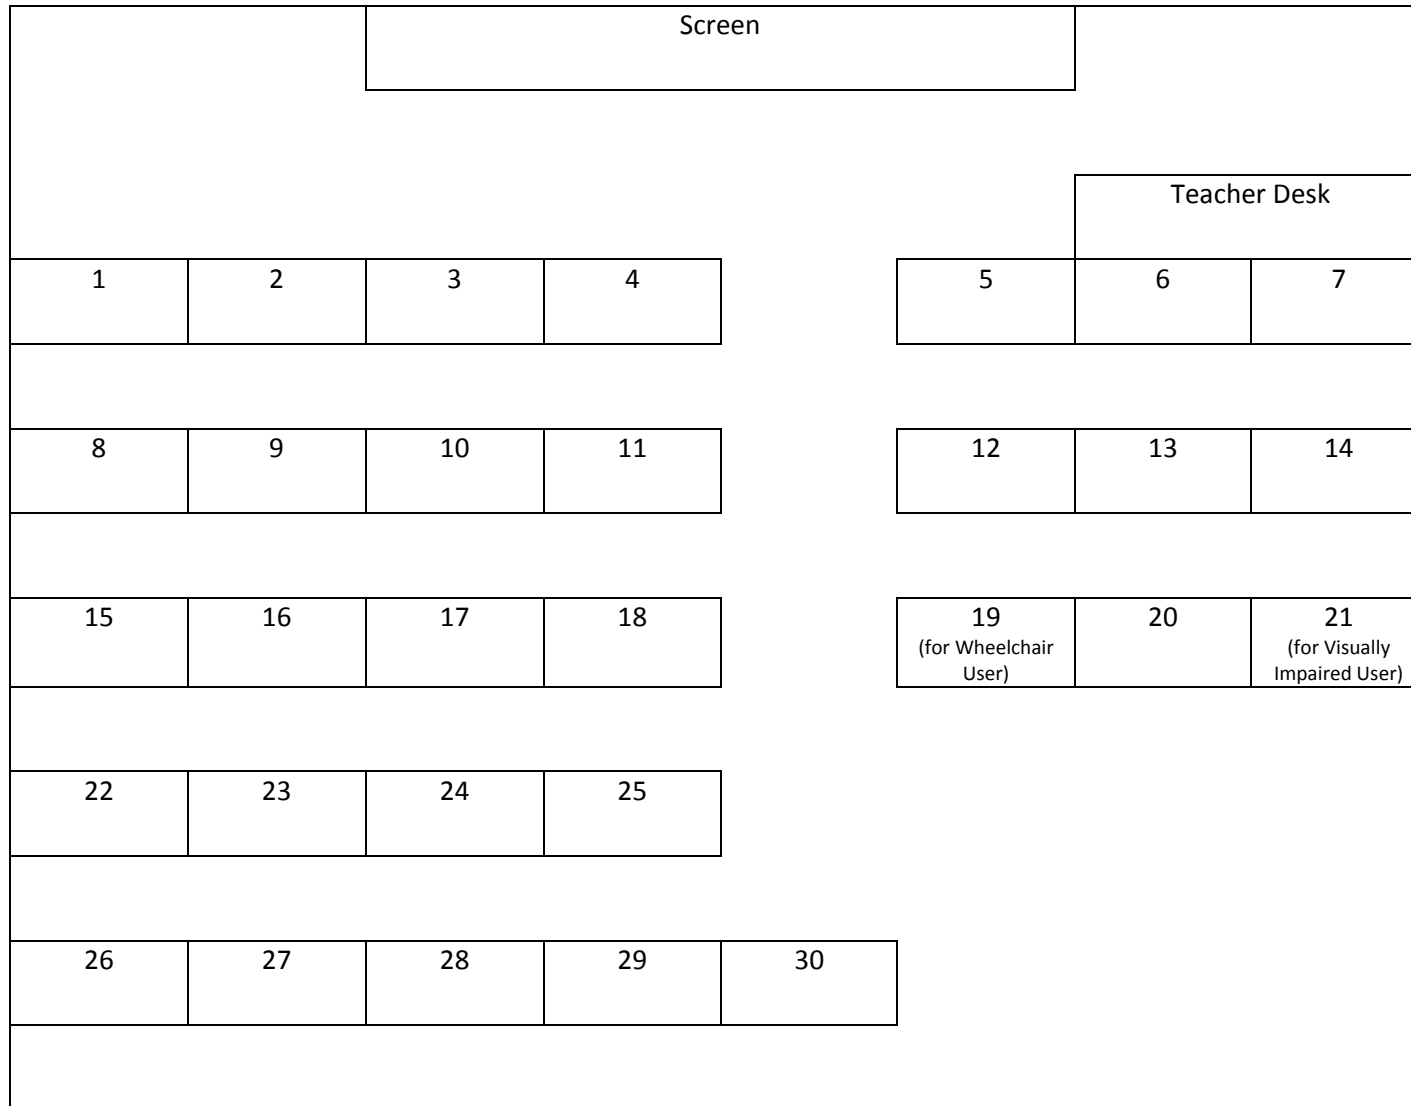 Screen
Teacher Desk
1 2 3 4 5 6 7
8 9 10 11 12 13 14
15 16 17 18 19 20 21
(for Wheelchair (for Visually
User) Impaired User)
22 23 24 25
26 27 28 29 30